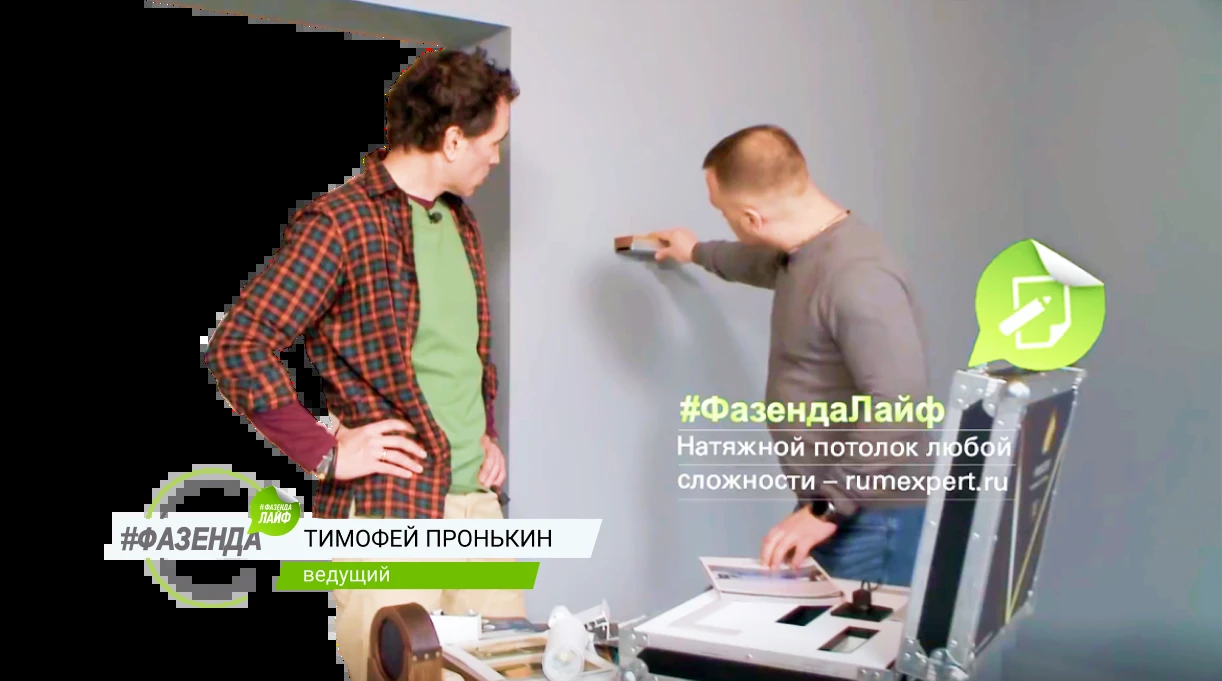 #ФазендаЛайф
Натяжной потолок любой
сложности – rumexpert.ru
#ФАЗЕНДА
#ФАЗЕНДА
ЛАЙФ
ТИМОФЕЙ ПРОНЬКИН
ведущий